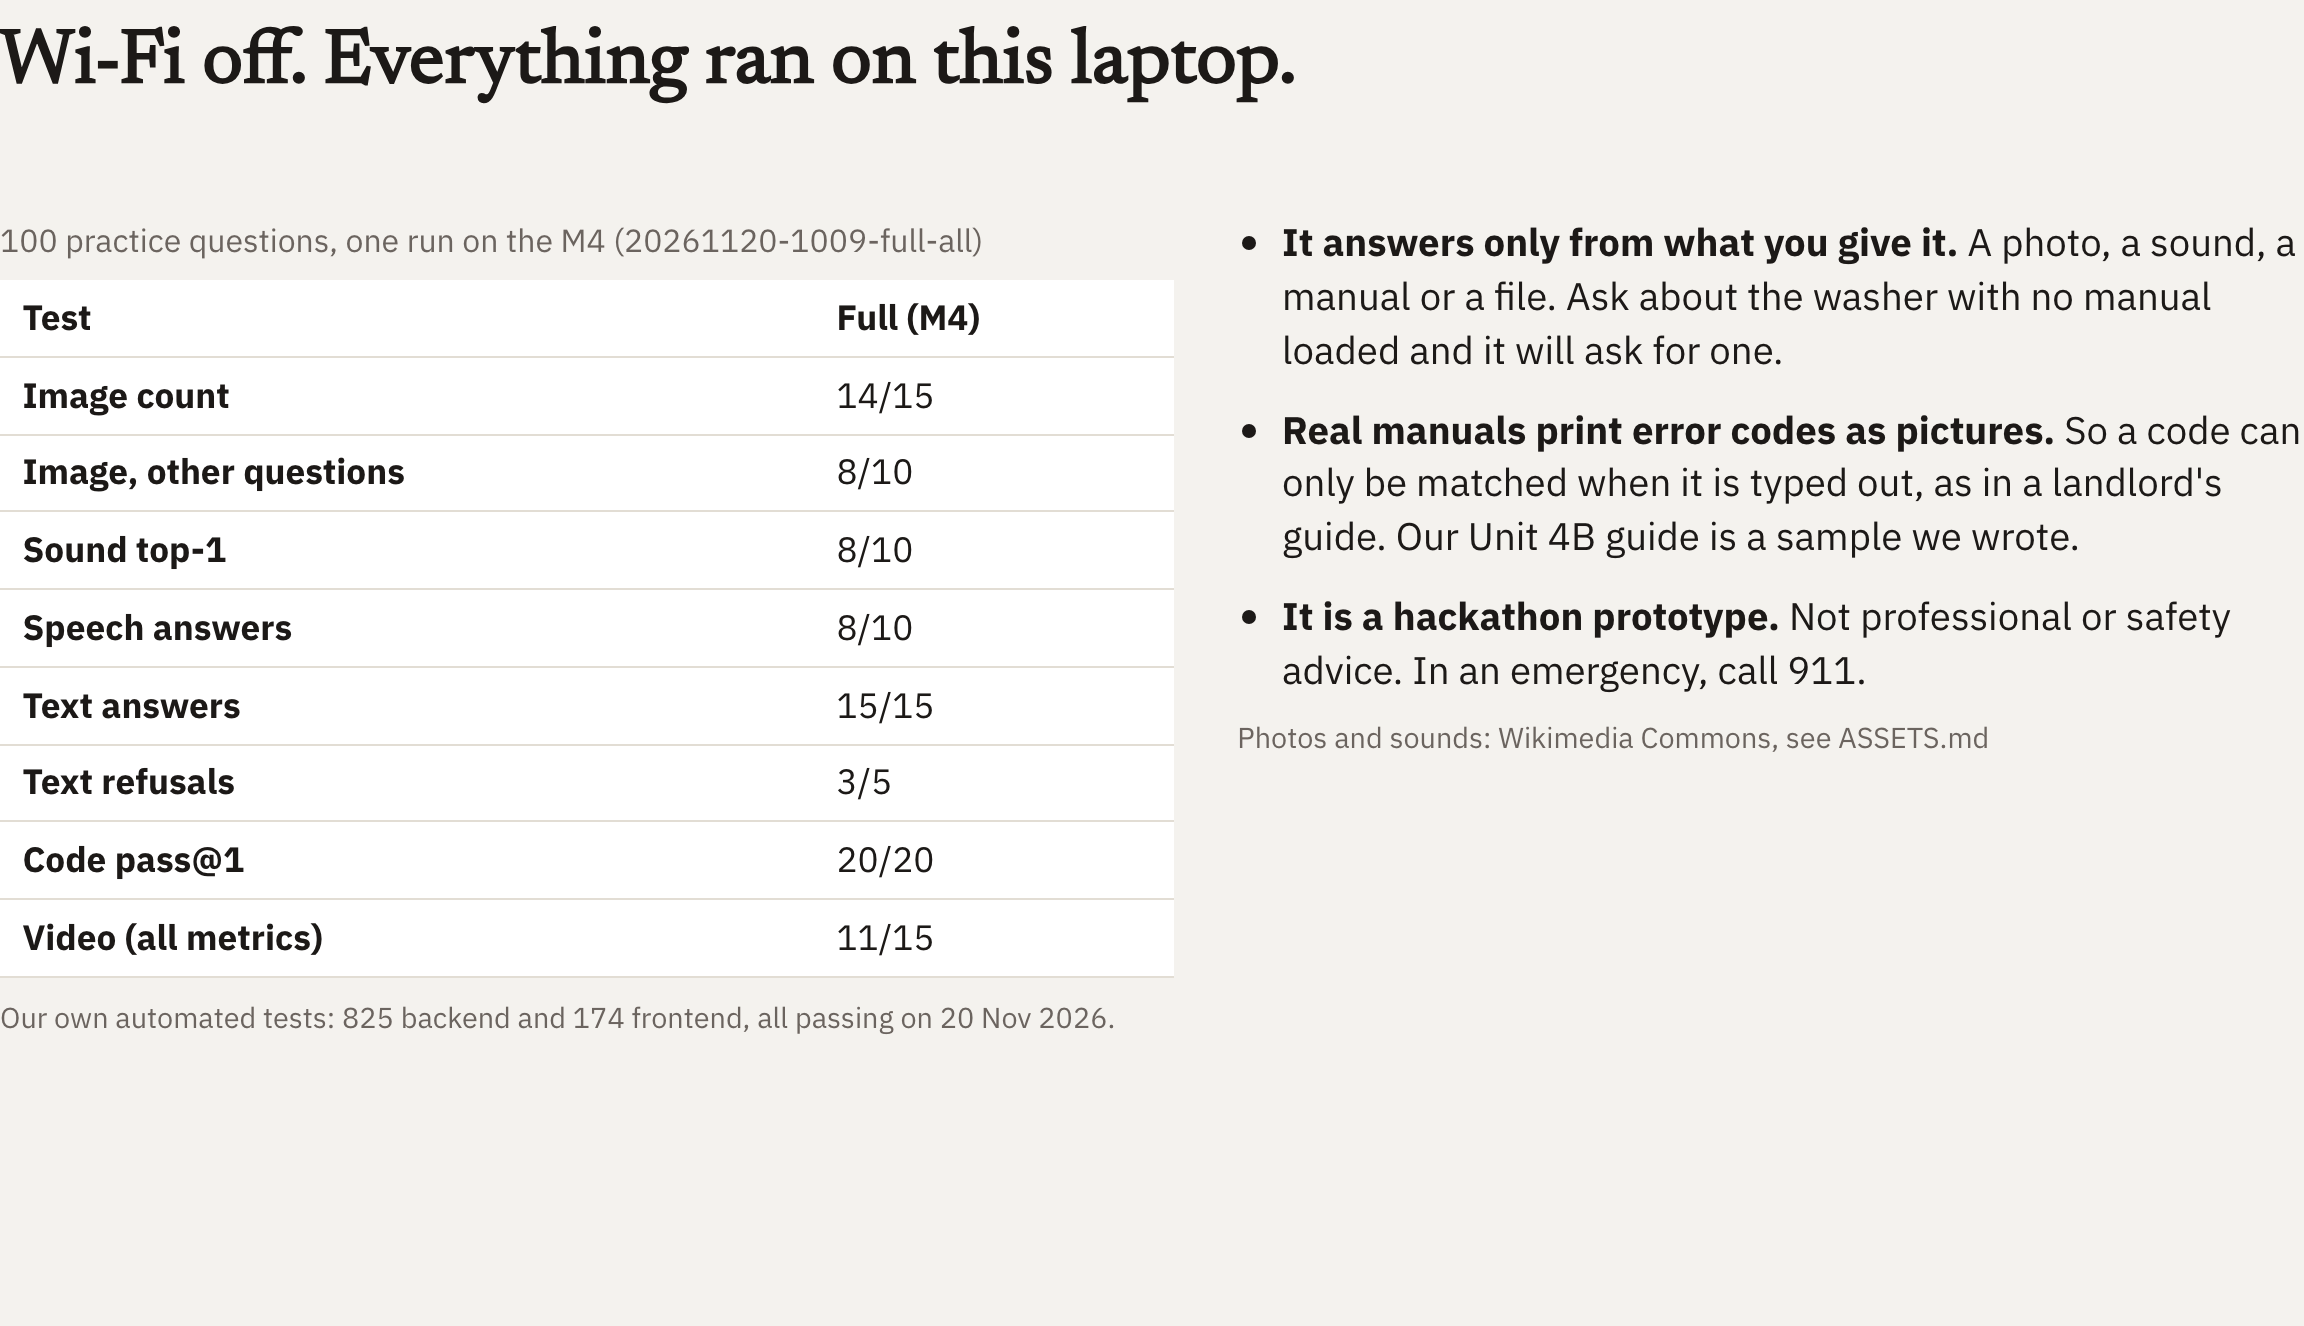 Wi-Fi off. Everything ran on this laptop.
100 practice questions, one run on the M4 (20261120-1009-full-all)
Test Full (M4)
Image count 14/15
Image, other questions 8/10
Sound top-1 8/10
Speech answers 8/10
Text answers 15/15
Text refusals 3/5
Code pass@1 20/20
Video (all metrics) 11/15
Our own automated tests: 825 backend and 174 frontend, all passing on 20 Nov 2026.
• It answers only from what you give it. A photo, a sound, a
manual or a file. Ask about the washer with no manual
loaded and it will ask for one.
• Real manuals print error codes as pictures. So a code can
only be matched when it is typed out, as in a landlord's
guide. Our Unit 4B guide is a sample we wrote.
• It is a hackathon prototype. Not professional or safety
advice. In an emergency, call 911.
Photos and sounds: Wikimedia Commons, see ASSETS.md